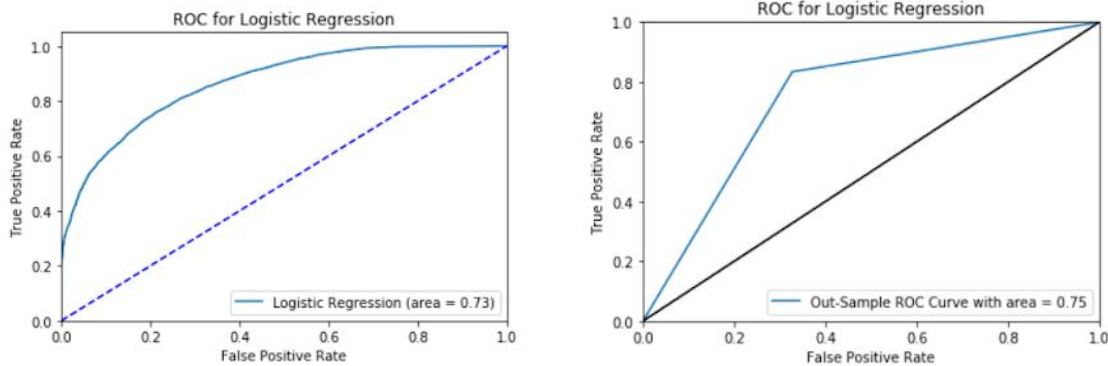 ROC for Logistic Regression
1.0
0.8
0.6
0.4
0.2
0.0
True Positive Rate
0.0 0.2 0.4 0.6 0.8 1.0
False Positive Rate
Logistic Regression (area = 0.73)
ROC for Logistic Regression
1.0
0.8
0.6
0.4
0.2
0.0
True Positive Rate
0.0 0.2 0.4 0.6 0.8 1.0
False Positive Rate
Out-Sample ROC Curve with area = 0.75